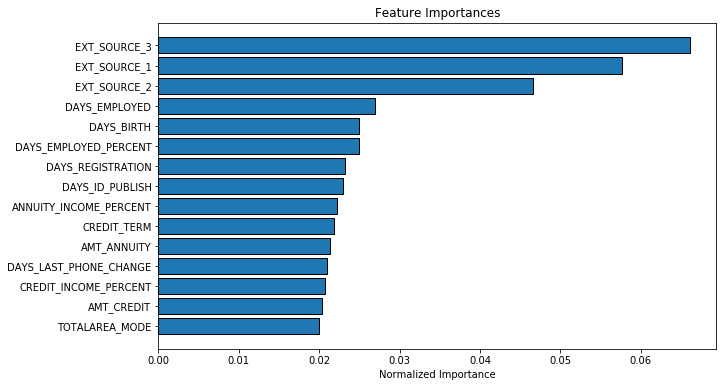 Feature Importances
EXT_SOURCE_3
EXT_SOURCE_1
EXT_SOURCE_2
DAYS_EMPLOYED
DAYS_BIRTH
DAYS_EMPLOYED_PERCENT
DAYS_REGISTRATION
DAYS_ID_PUBLISH
ANNUITY_INCOME_PERCENT
CREDIT_TERM
AMT_ANNUITY
DAYS_LAST_PHONE_CHANGE
CREDIT_INCOME_PERCENT
AMT_CREDIT
TOTALAREA_MODE
0.00 0.01 0.02 0.03 0.04 0.05 0.06
Normalized Importance